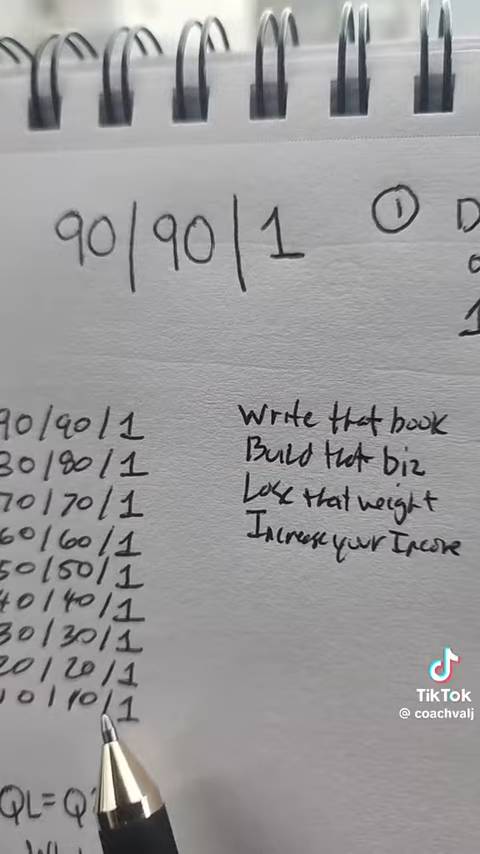 90/90/1
① D
1
90/90/1
80/80/1
70/70/1
60/60/1
50/50/1
40/40/1
30/30/1
20/20/1
10/10/1
Write that book
Build that biz
Lose that weight
Increase your Income
QL=Q
TikTok
@ coachvalj